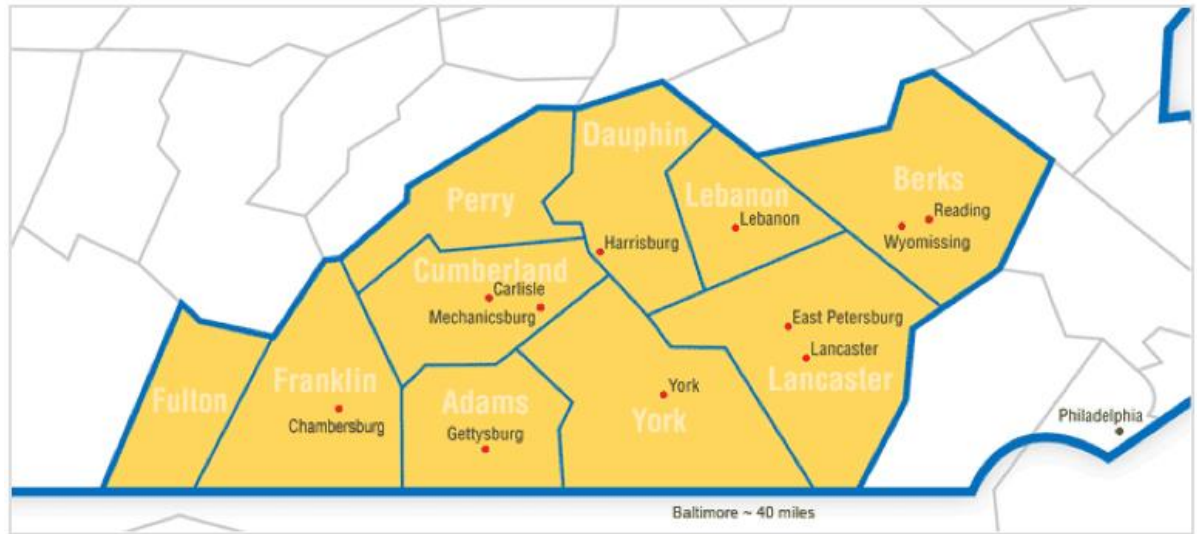 Dauphin
Perry
Lebanon
Lebanon
Berks
Reading
Wyomissing
Harrisburg
Cumberland
Carlisle
Mechanicsburg
East Petersburg
Lancaster
Lancaster
Fulton
Franklin
Chambersburg
Adams
Gettysburg
York
York
Philadelphia
Baltimore ~ 40 miles